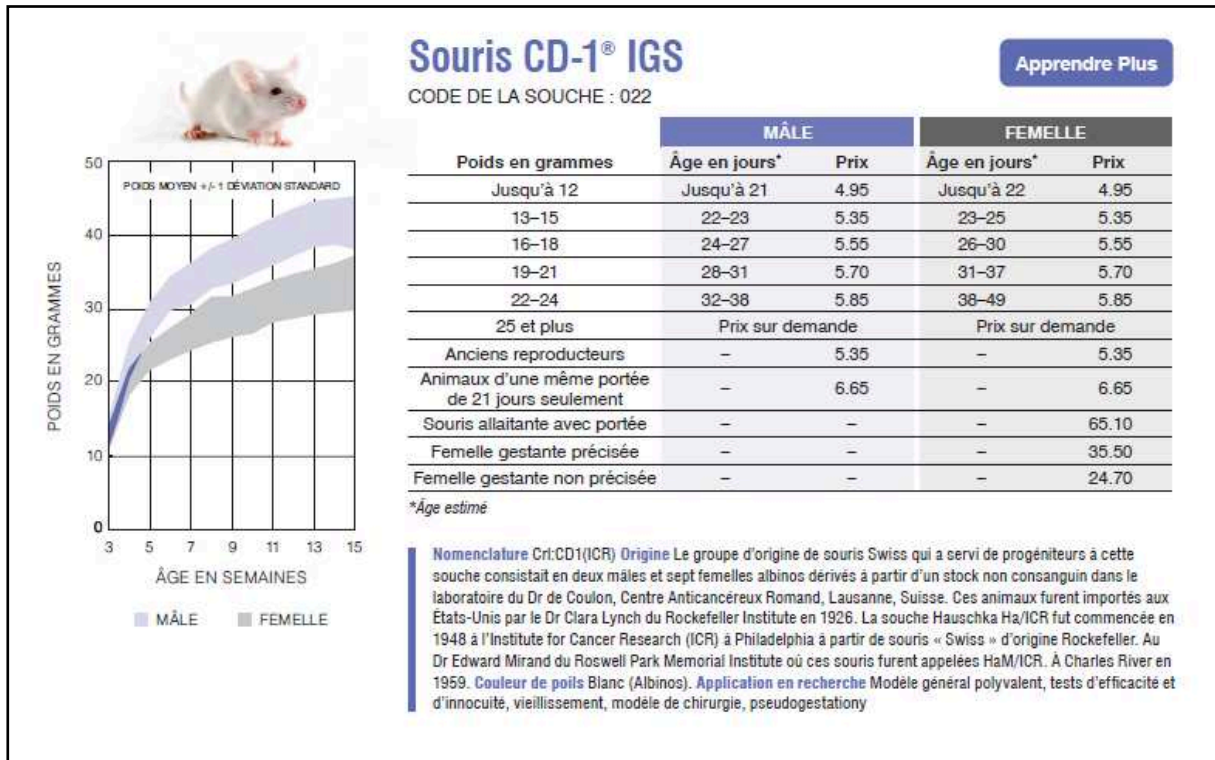 Souris CD-1® IGS
Apprendre Plus
CODE DE LA SOUCHE : 022
MÂLE FEMELLE
Poids en grammes Âge en jours* Prix Âge en jours* Prix
Jusqu'à 12 Jusqu'à 21 4.95 Jusqu'à 22 4.95
13–15 22–23 5.35 23–25 5.35
16–18 24–27 5.55 26–30 5.55
19–21 28–31 5.70 31–37 5.70
22–24 32–38 5.85 38–49 5.85
25 et plus Prix sur demande Prix sur demande
Anciens reproducteurs – 5.35 – 5.35
Animaux d'une même portée
de 21 jours seulement – 6.65 – 6.65
Souris allaitante avec portée – – – 65.10
Femelle gestante précisée – – – 35.50
Femelle gestante non précisée – – – 24.70
*Âge estimé
POIDS MOYEN +/- 1 DÉVIATION STANDARD
POIDS EN GRAMMES
50
40
30
20
10
0
3 5 7 9 11 13 15
ÂGE EN SEMAINES
MÂLE FEMELLE
Nomenclature Crl:CD1(ICR) Origine Le groupe d'origine de souris Swiss qui a servi de progéniteurs à cette
souche consistait en deux mâles et sept femelles albinos dérivés à partir d'un stock non consanguin dans le
laboratoire du Dr de Coulon, Centre Anticancéreux Romand, Lausanne, Suisse. Ces animaux furent importés aux
États-Unis par le Dr Clara Lynch du Rockefeller Institute en 1926. La souche Hauschka Ha/ICR fut commencée en
1948 à l'Institute for Cancer Research (ICR) à Philadelphia à partir de souris « Swiss » d'origine Rockefeller. Au
Dr Edward Mirand du Roswell Park Memorial Institute où ces souris furent appelées HaM/ICR. À Charles River en
1959. Couleur de poils Blanc (Albinos). Application en recherche Modèle général polyvalent, tests d'efficacité et
d'innocuité, vieillissement, modèle de chirurgie, pseudogestationy